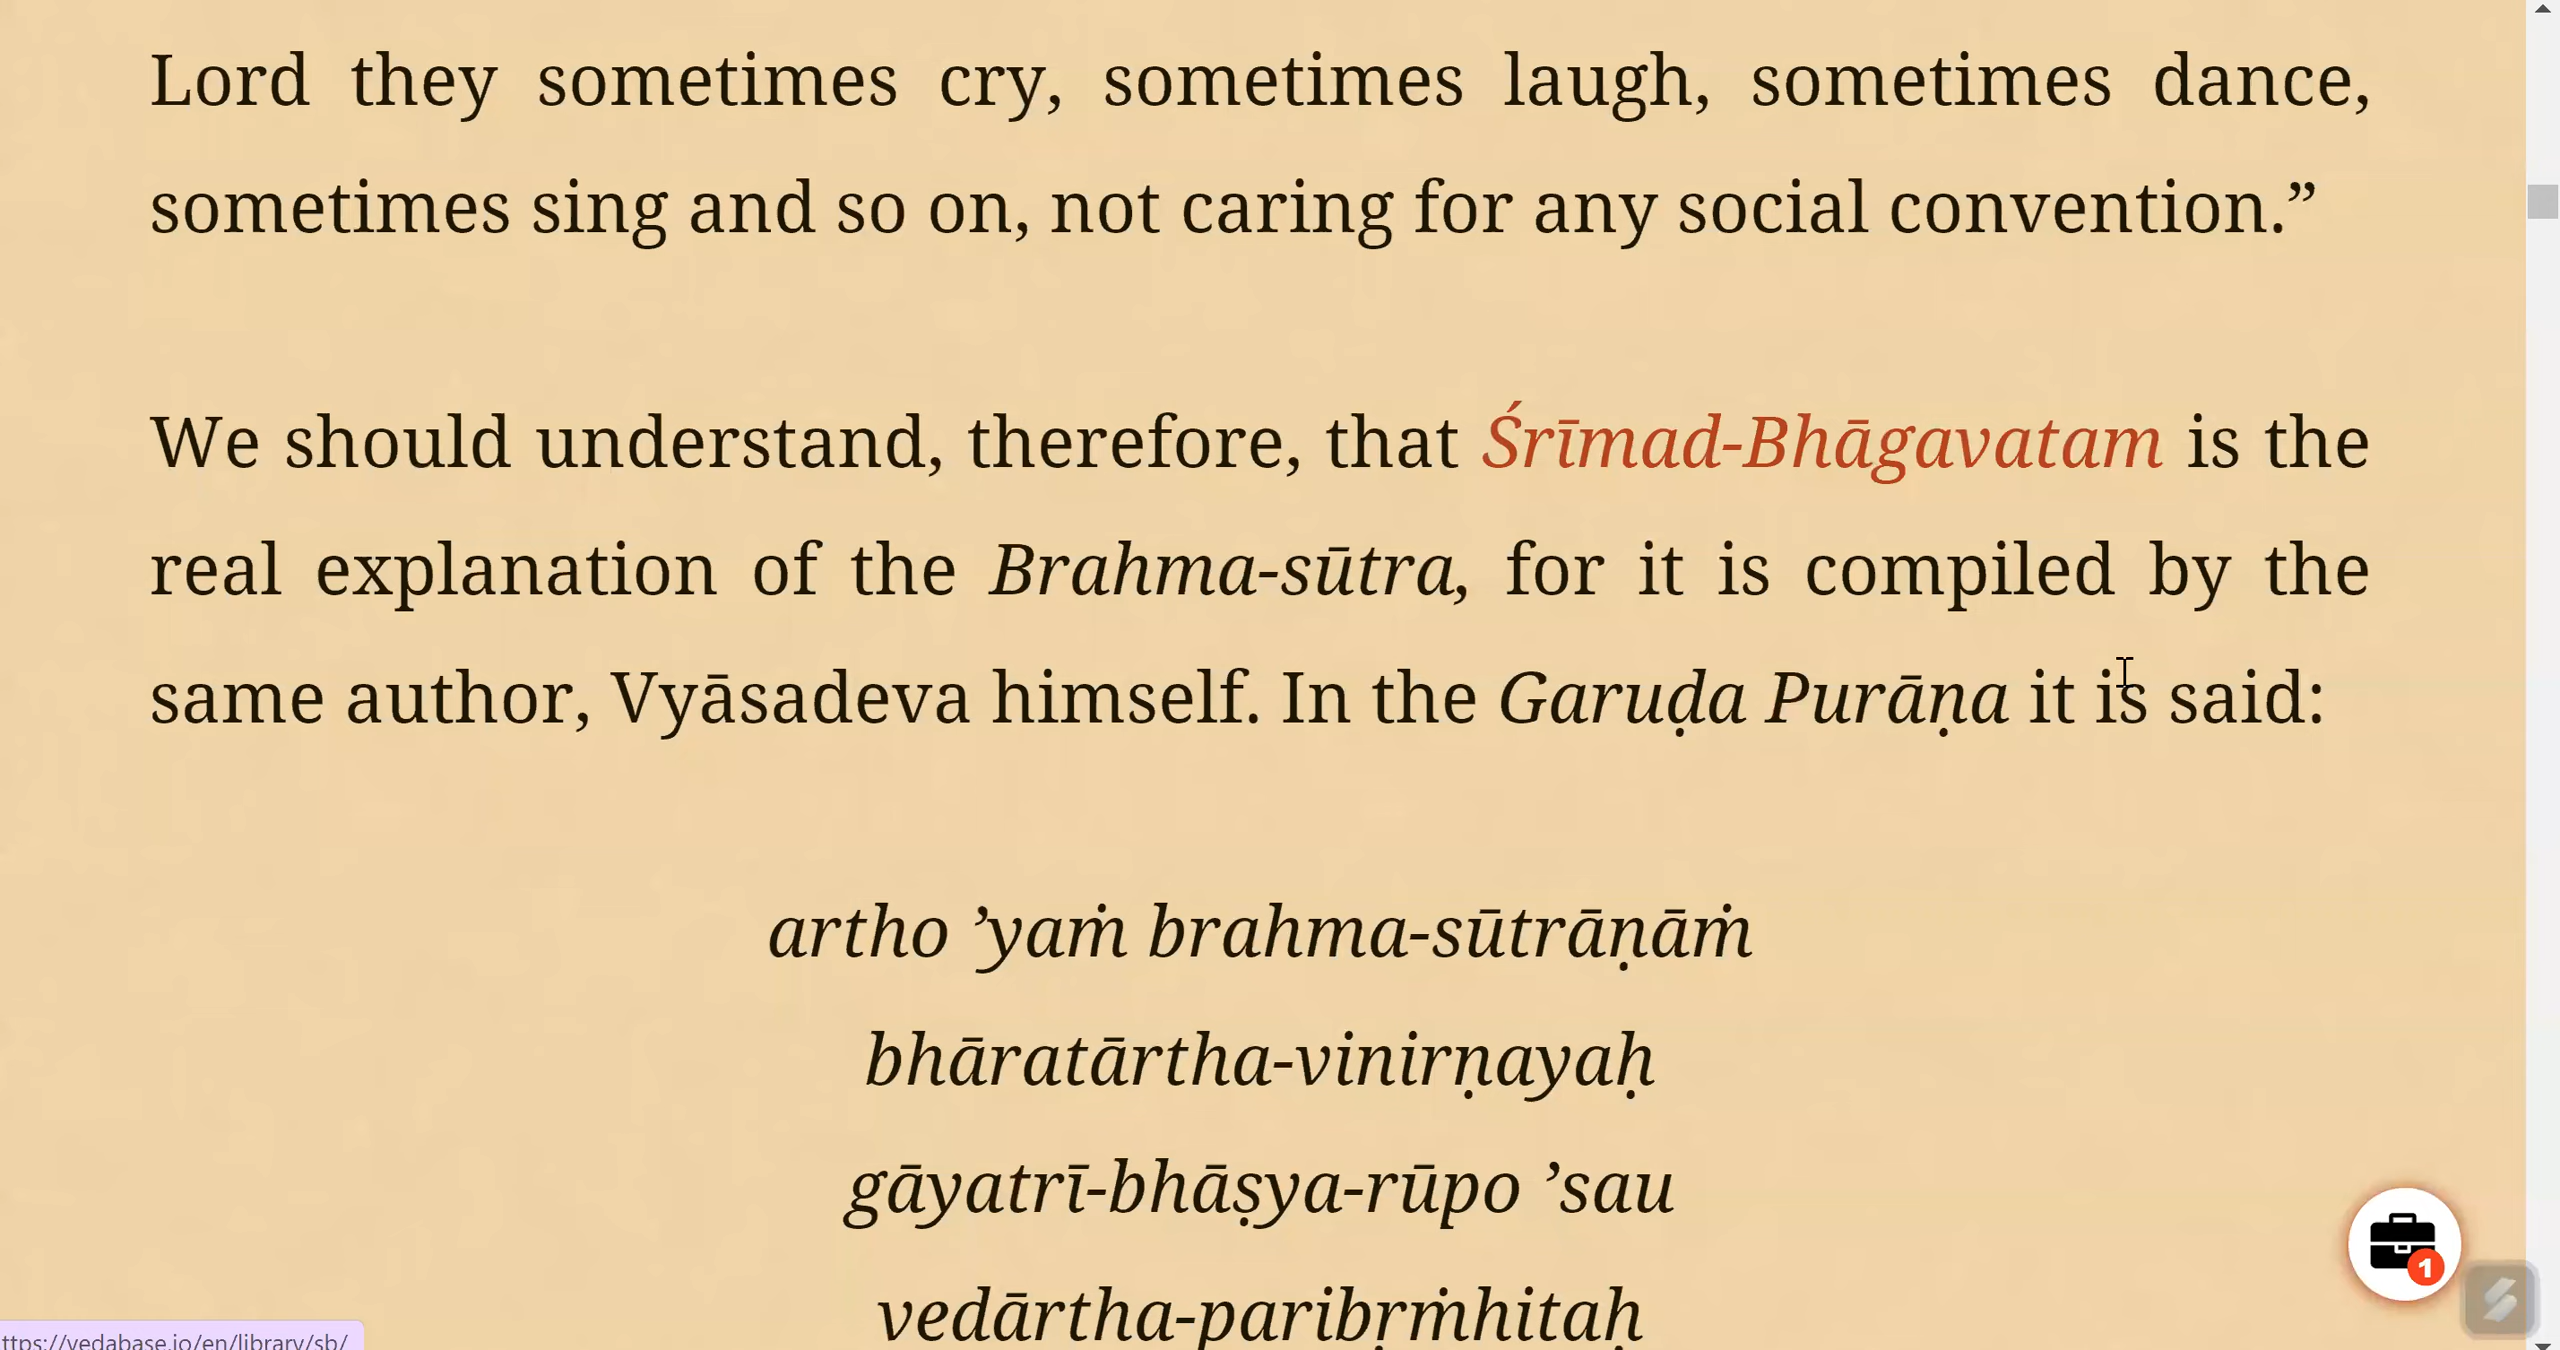 Lord they sometimes cry, sometimes laugh, sometimes dance,
sometimes sing and so on, not caring for any social convention.”
We should understand, therefore, that Śrīmad-Bhāgavatam is the
real explanation of the Brahma-sūtra, for it is compiled by the
same author, Vyāsadeva himself. In the Garuḍa Purāṇa it is said:
artho ’yaṁ brahma-sūtrāṇāṁ
bhāratārtha-vinirṇayaḥ
gāyatrī-bhāṣya-rūpo ’sau
vedārtha-paribṛṁhitaḥ
1
ttps://vedabase.io/en/library/sb/